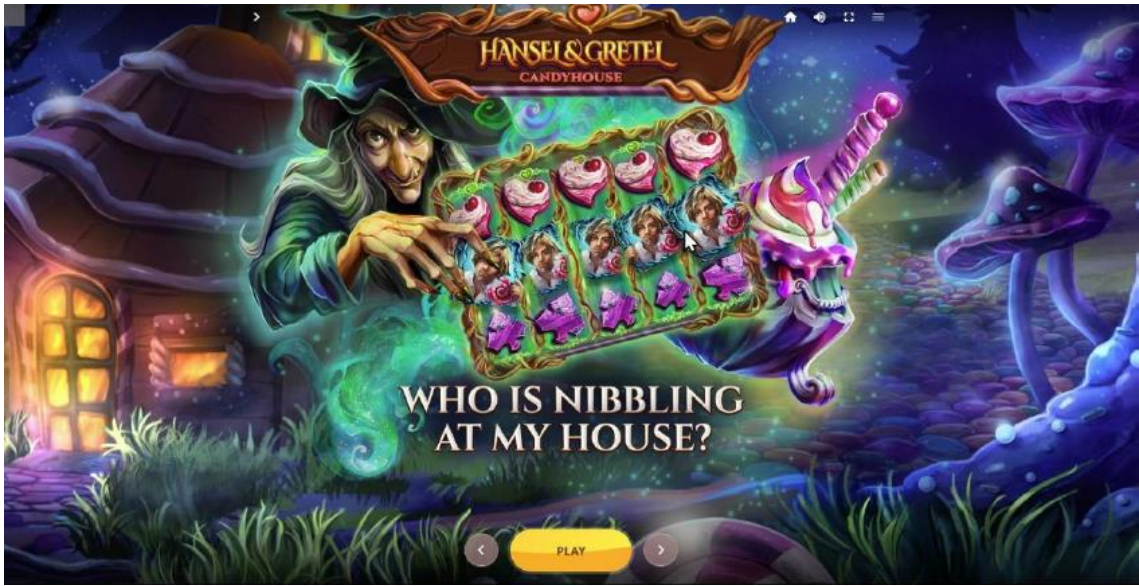 HANSEL & GRETEL
CANDYHOUSE
WHO IS NIBBLING
AT MY HOUSE?
PLAY